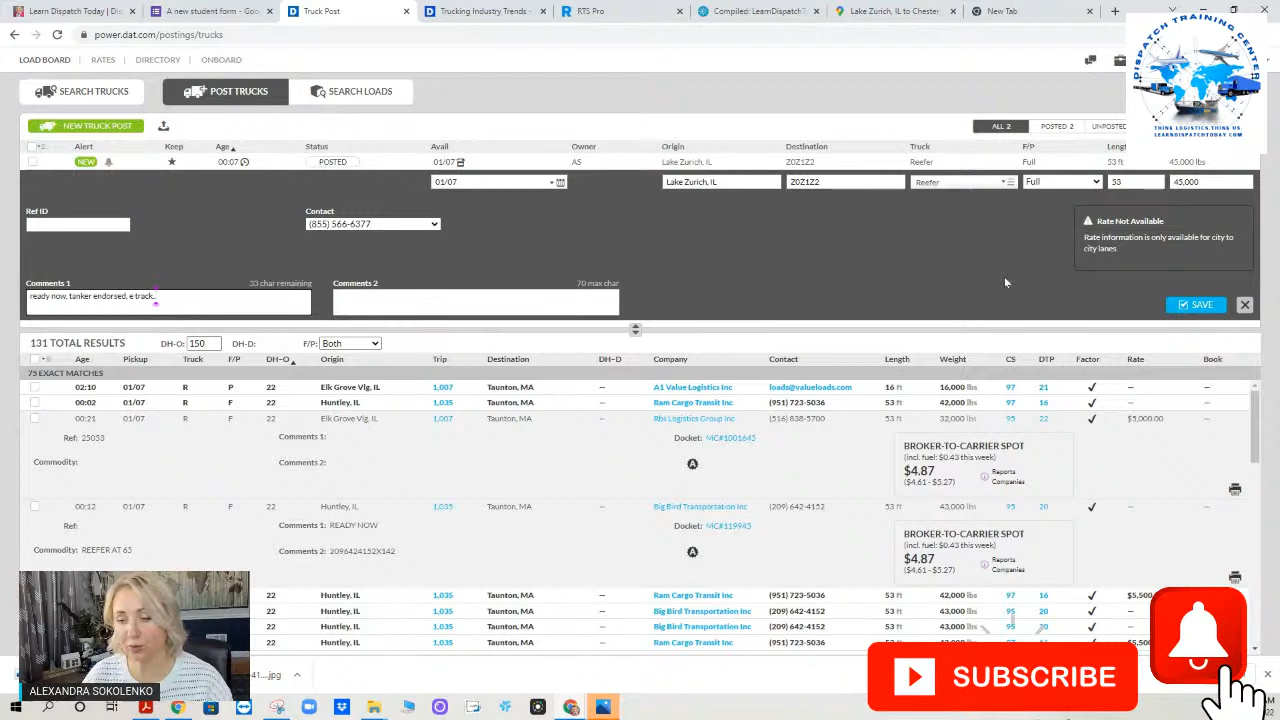 Learn Dispatch Today
A new student form - Goog
Truck Post
Trucking Industry Trends -
RTS Pro
Compiled: LearnDispatchTo
Lake Zurich, IL to Chester
New Tab
power.dat.com/postings/trucks
LOAD BOARD RATES DIRECTORY ONBOARD
SEARCH TRUCKS POST TRUCKS SEARCH LOADS
DISPATCH TRAINING CENTER
THINK LOGISTICS.THINK US.
LEARNDISPATCHTODAY.COM
NEW TRUCK POST ALL 2 POSTED 2 UNPOSTED
Alert Keep Age Status Avail Owner Origin Destination Truck F/P Lengt
NEW 00:07 POSTED 01/07 AS Lake Zurich, IL Z0Z1Z2 Reefer Full 53 ft 45,000 lbs
01/07 Lake Zurich, IL Z0Z1Z2 Reefer Full 53 45,000
Ref ID Contact
(855) 566-6377
Rate Not Available
Rate information is only available for city to
city lanes.
Comments 1 33 char remaining Comments 2 70 max char
ready now, tanker endorsed, e track..
SAVE
131 TOTAL RESULTS DH-O: 150 DH-D: F/P: Both
Age Pickup Truck F/P DH-O Origin Trip Destination DH-D Company Contact Length Weight CS DTP Factor Rate Book
75 EXACT MATCHES
02:10 01/07 R P 22 Elk Grove Vlg, IL 1,007 Taunton, MA — A1 Value Logistics Inc loads@valueloads.com 16 ft 16,000 lbs 97 21 ✓ — —
00:02 01/07 R F 22 Huntley, IL 1,035 Taunton, MA — Ram Cargo Transit Inc (951) 723-5036 53 ft 42,000 lbs 97 16 ✓ — —
00:21 01/07 R F 22 Elk Grove Vlg, IL 1,007 Taunton, MA — Rbs Logistics Group Inc (516) 838-5700 53 ft 32,000 lbs 95 22 ✓ $5,000.00 —
Ref: 25053 Comments 1: Docket: MC#1001645
Commodity: Comments 2: A
BROKER-TO-CARRIER SPOT
(incl. fuel: $0.43 this week)
$4.87 Reports
($4.61 - $5.27) Companies
00:12 01/07 R F 22 Huntley, IL 1,035 Taunton, MA — Big Bird Transportation Inc (209) 642-4152 53 ft 43,000 lbs 95 20 ✓ — —
Ref: Comments 1: READY NOW Docket: MC#119945
Commodity: REEFER AT 65 Comments 2: 2096424152X142 A
BROKER-TO-CARRIER SPOT
(incl. fuel: $0.43 this week)
$4.87 Reports
($4.61 - $5.27) Companies
22 Huntley, IL 1,035 Taunton, MA — Ram Cargo Transit Inc (951) 723-5036 53 ft 42,000 lbs 97 16 ✓ $5,500
22 Huntley, IL 1,035 Taunton, MA — Big Bird Transportation Inc (209) 642-4152 53 ft 43,000 lbs 95 20 ✓
22 Huntley, IL 1,035 Taunton, MA — Big Bird Transportation Inc (209) 642-4152 53 ft 43,000 lbs 95 20
22 Huntley, IL 1,035 Taunton, MA — Ram Cargo Transit Inc (951) 723-5036
41....jpg
SUBSCRIBE
ALEXANDRA SOKOLENKO